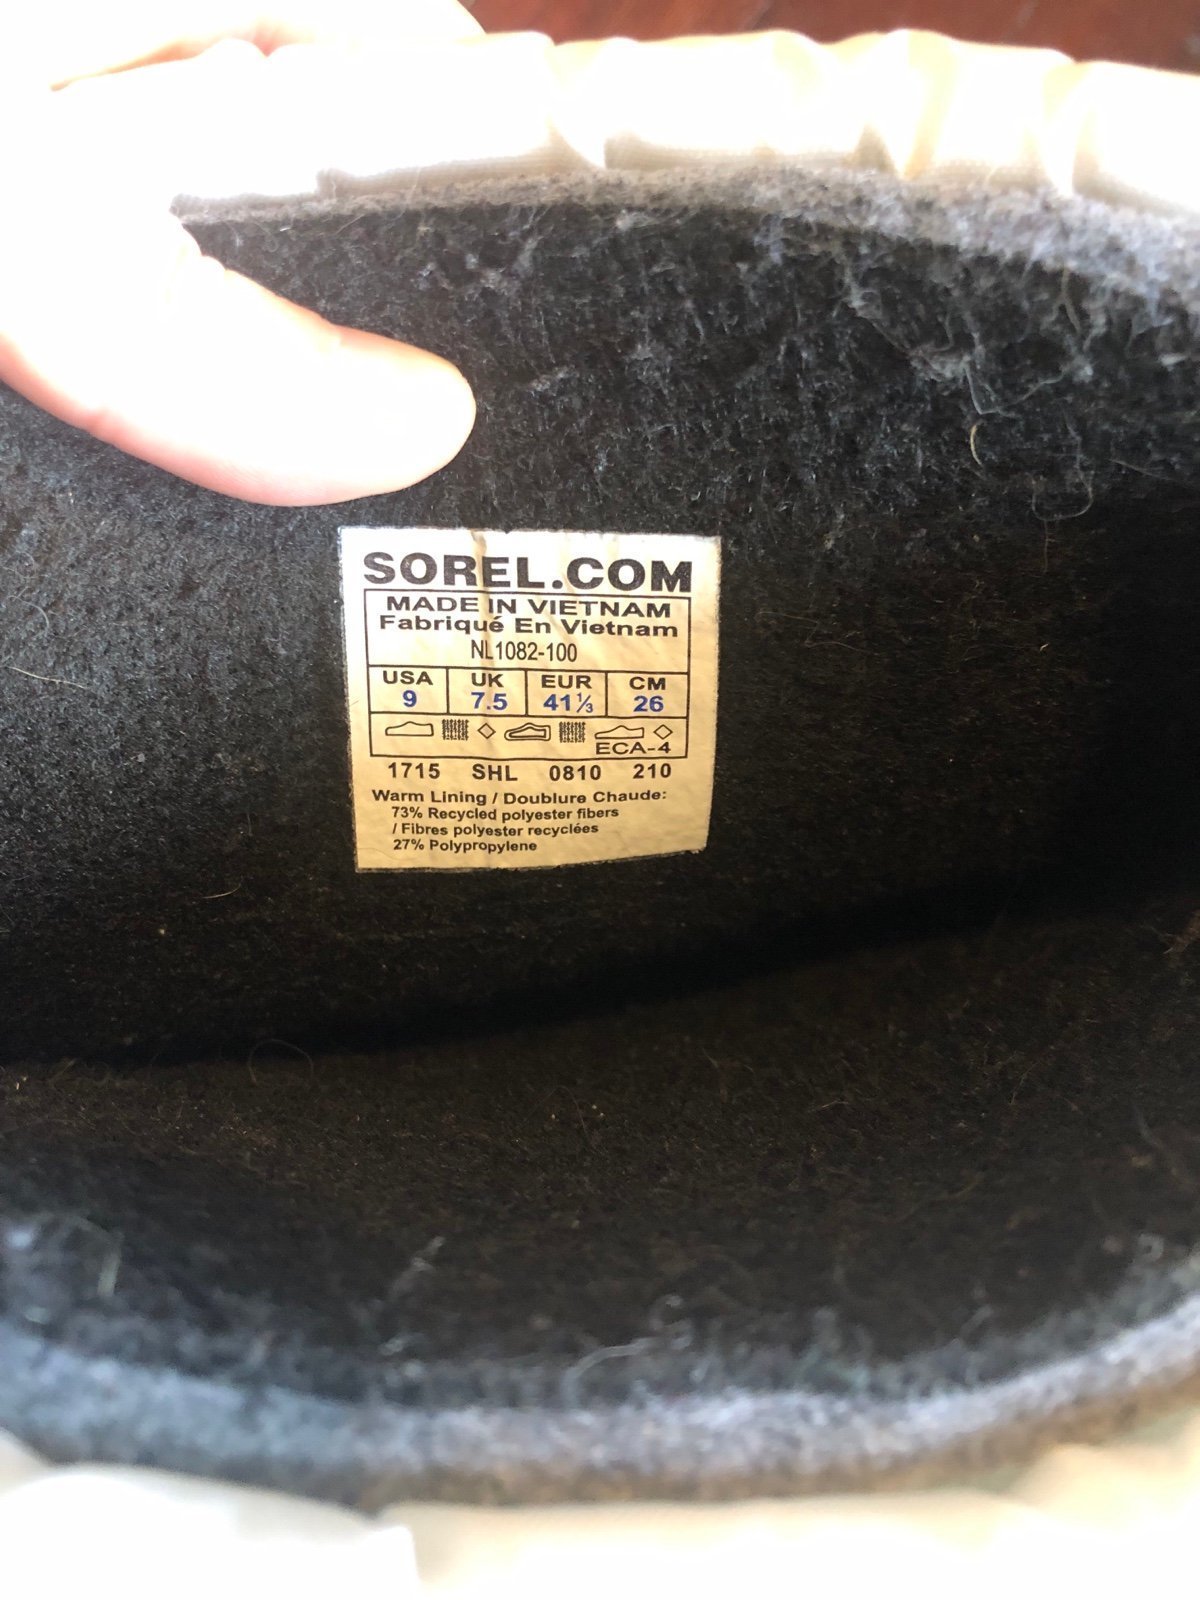 SOREL.COM
MADE IN VIETNAM
Fabriqué En Vietnam
NL1082-100
USA UK EUR CM
9 7.5 41⅓ 26
ECA-4
1715 SHL 0810 210
Warm Lining / Doublure Chaude:
73% Recycled polyester fibers
/ Fibres polyester recyclées
27% Polypropylene